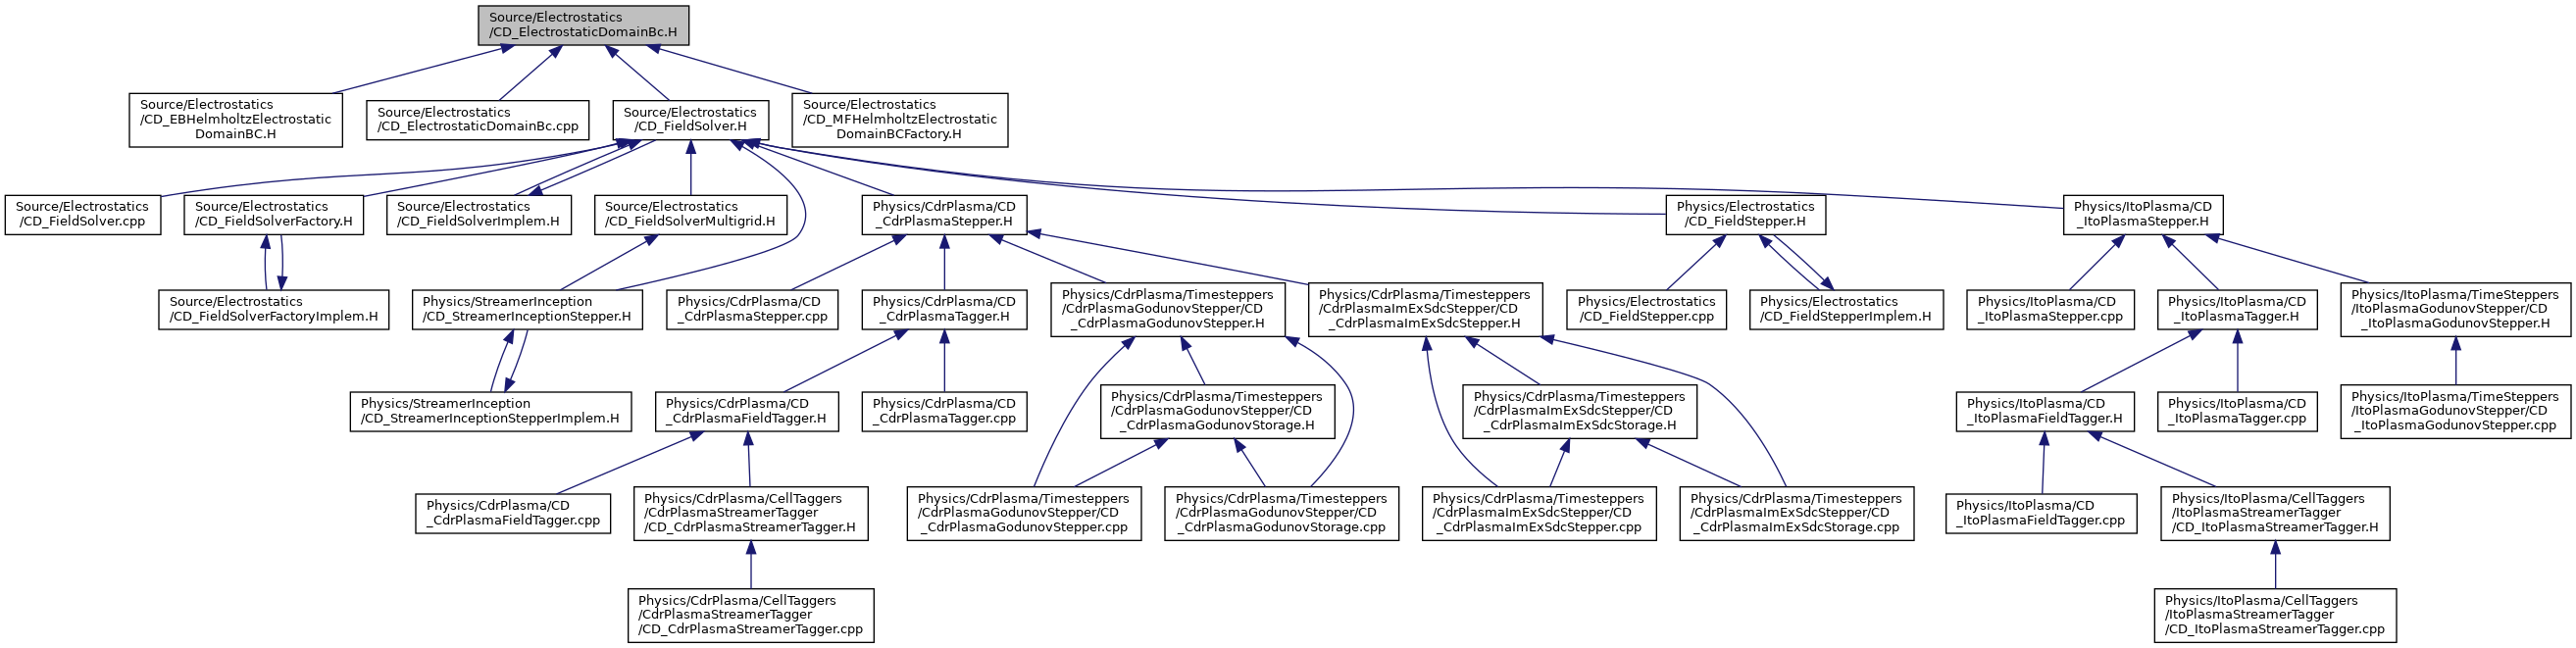 Source/Electrostatics
/CD_ElectrostaticDomainBc.H
Source/Electrostatics
/CD_EBHelmholtzElectrostatic
DomainBC.H
Source/Electrostatics
/CD_ElectrostaticDomainBc.cpp
Source/Electrostatics
/CD_FieldSolver.H
Source/Electrostatics
/CD_MFHelmholtzElectrostatic
DomainBCFactory.H
Source/Electrostatics
/CD_FieldSolver.cpp
Source/Electrostatics
/CD_FieldSolverFactory.H
Source/Electrostatics
/CD_FieldSolverImplem.H
Source/Electrostatics
/CD_FieldSolverMultigrid.H
Physics/CdrPlasma/CD
_CdrPlasmaStepper.H
Physics/Electrostatics
/CD_FieldStepper.H
Physics/ItoPlasma/CD
_ItoPlasmaStepper.H
Source/Electrostatics
/CD_FieldSolverFactoryImplem.H
Physics/StreamerInception
/CD_StreamerInceptionStepper.H
Physics/CdrPlasma/CD
_CdrPlasmaStepper.cpp
Physics/CdrPlasma/CD
_CdrPlasmaTagger.H
Physics/CdrPlasma/Timesteppers
/CdrPlasmaGodunovStepper/CD
_CdrPlasmaGodunovStepper.H
Physics/CdrPlasma/Timesteppers
/CdrPlasmaImExSdcStepper/CD
_CdrPlasmaImExSdcStepper.H
Physics/Electrostatics
/CD_FieldStepper.cpp
Physics/Electrostatics
/CD_FieldStepperImplem.H
Physics/ItoPlasma/CD
_ItoPlasmaStepper.cpp
Physics/ItoPlasma/CD
_ItoPlasmaTagger.H
Physics/ItoPlasma/TimeSteppers
/ItoPlasmaGodunovStepper/CD
_ItoPlasmaGodunovStepper.H
Physics/StreamerInception
/CD_StreamerInceptionStepperImplem.H
Physics/CdrPlasma/CD
_CdrPlasmaFieldTagger.H
Physics/CdrPlasma/CD
_CdrPlasmaTagger.cpp
Physics/CdrPlasma/Timesteppers
/CdrPlasmaGodunovStepper/CD
_CdrPlasmaGodunovStorage.H
Physics/CdrPlasma/Timesteppers
/CdrPlasmaImExSdcStepper/CD
_CdrPlasmaImExSdcStorage.H
Physics/ItoPlasma/CD
_ItoPlasmaFieldTagger.H
Physics/ItoPlasma/CD
_ItoPlasmaTagger.cpp
Physics/ItoPlasma/TimeSteppers
/ItoPlasmaGodunovStepper/CD
_ItoPlasmaGodunovStepper.cpp
Physics/CdrPlasma/CD
_CdrPlasmaFieldTagger.cpp
Physics/CdrPlasma/CellTaggers
/CdrPlasmaStreamerTagger
/CD_CdrPlasmaStreamerTagger.H
Physics/CdrPlasma/Timesteppers
/CdrPlasmaGodunovStepper/CD
_CdrPlasmaGodunovStepper.cpp
Physics/CdrPlasma/Timesteppers
/CdrPlasmaGodunovStepper/CD
_CdrPlasmaGodunovStorage.cpp
Physics/CdrPlasma/Timesteppers
/CdrPlasmaImExSdcStepper/CD
_CdrPlasmaImExSdcStepper.cpp
Physics/CdrPlasma/Timesteppers
/CdrPlasmaImExSdcStepper/CD
_CdrPlasmaImExSdcStorage.cpp
Physics/ItoPlasma/CD
_ItoPlasmaFieldTagger.cpp
Physics/ItoPlasma/CellTaggers
/ItoPlasmaStreamerTagger
/CD_ItoPlasmaStreamerTagger.H
Physics/CdrPlasma/CellTaggers
/CdrPlasmaStreamerTagger
/CD_CdrPlasmaStreamerTagger.cpp
Physics/ItoPlasma/CellTaggers
/ItoPlasmaStreamerTagger
/CD_ItoPlasmaStreamerTagger.cpp